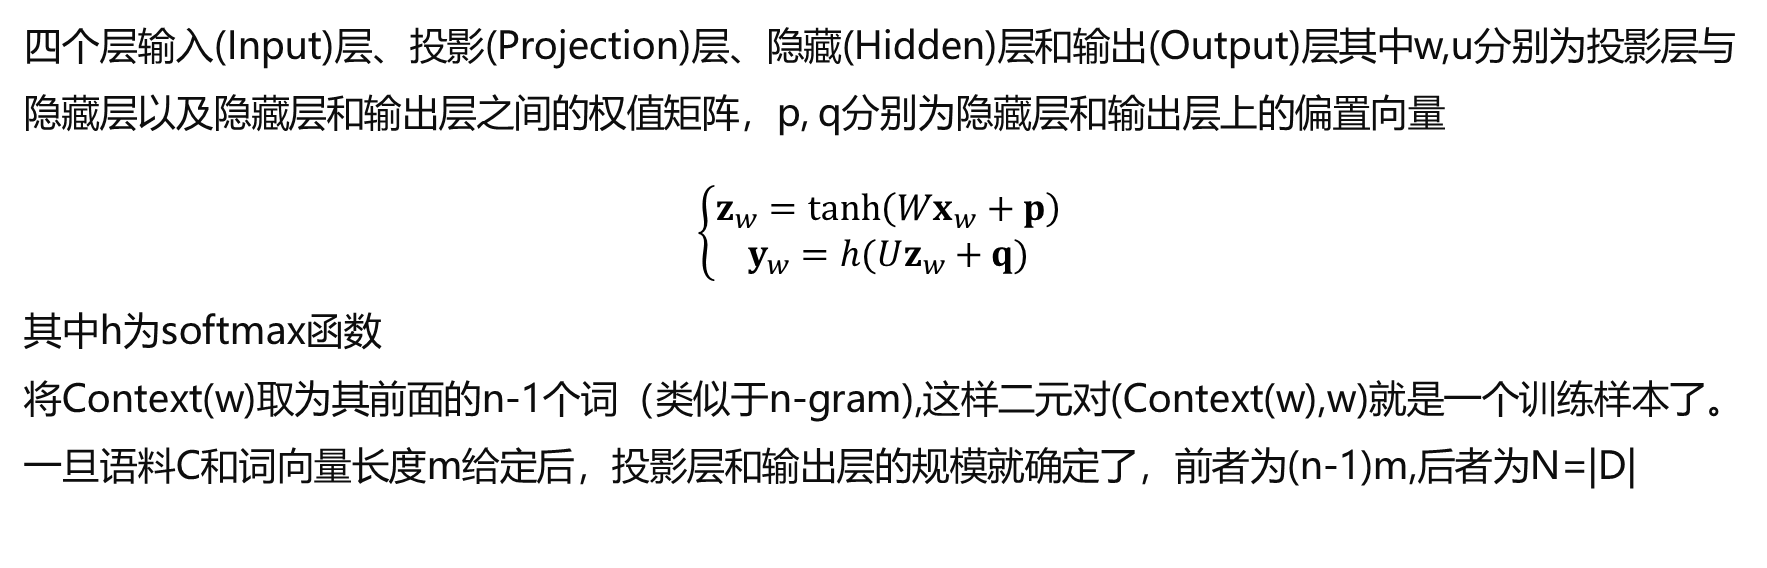 四个层输入(Input)层、投影(Projection)层、隐藏(Hidden)层和输出(Output)层其中w,u分别为投影层与
隐藏层以及隐藏层和输出层之间的权值矩阵，p, q分别为隐藏层和输出层上的偏置向量
𝐳_w = tanh(W𝐱_w + 𝐩)
𝐲_w = h(U𝐳_w + 𝐪)
其中h为softmax函数
将Context(w)取为其前面的n-1个词（类似于n-gram),这样二元对(Context(w),w)就是一个训练样本了。
一旦语料C和词向量长度m给定后，投影层和输出层的规模就确定了，前者为(n-1)m,后者为N=|D|